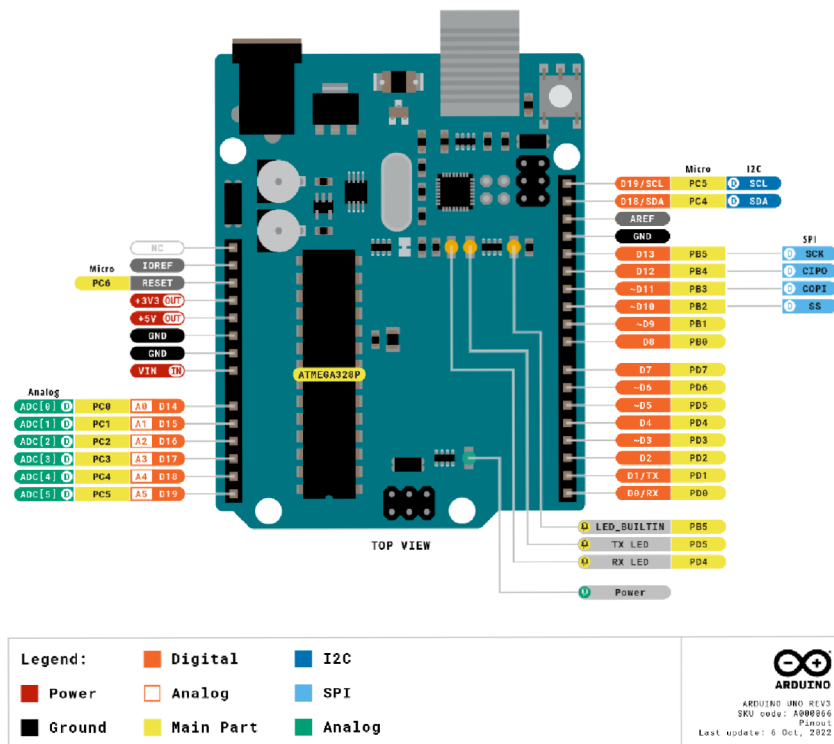 Micro I2C
D19/SCL PC5 D SCL
D18/SDA PC4 D SDA
AREF
GND
SPI
D13 PB5 D SCK
D12 PB4 D CIPO
~D11 PB3 D COPI
~D10 PB2 D SS
~D9 PB1
D8 PB0
D7 PD7
~D6 PD6
~D5 PD5
D4 PD4
~D3 PD3
D2 PD2
D1/TX PD1
D0/RX PD0
NC
IOREF
Micro
PC6 RESET
+3V3 OUT
+5V OUT
GND
GND
VIN IN
Analog
ADC[0] D PC0 A0 D14
ADC[1] D PC1 A1 D15
ADC[2] D PC2 A2 D16
ADC[3] D PC3 A3 D17
ADC[4] D PC4 A4 D18
ADC[5] D PC5 A5 D19
ATMEGA328P
TOP VIEW
LED_BUILTIN PB5
TX LED PD5
RX LED PD4
Power
Legend:
Power
Ground
Digital
Analog
Main Part
I2C
SPI
Analog
ARDUINO
ARDUINO UNO REV3
SKU code: A000066
Pinout
Last update: 6 Oct, 2022